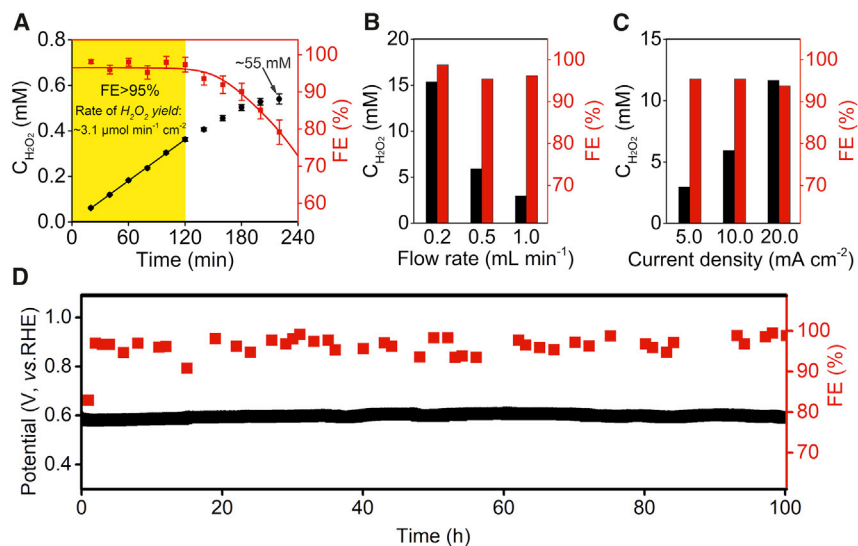 A
C_H2O2 (mM)
0.8
0.6
0.4
0.2
0.0
FE>95%
Rate of H2O2 yield:
~3.1 μmol min⁻¹ cm⁻²
~55 mM
100
90
80
70
60
FE (%)
0 60 120 180 240
Time (min)
B
C_H2O2 (mM)
20
15
10
5
0
100
90
80
70
FE (%)
0.2 0.5 1.0
Flow rate (mL min⁻¹)
C
C_H2O2 (mM)
15
10
5
0
100
90
80
70
FE (%)
5.0 10.0 20.0
Current density (mA cm⁻²)
D
Potential (V, vs.RHE)
1.0
0.8
0.6
0.4
100
90
80
70
FE (%)
0 20 40 60 80 100
Time (h)